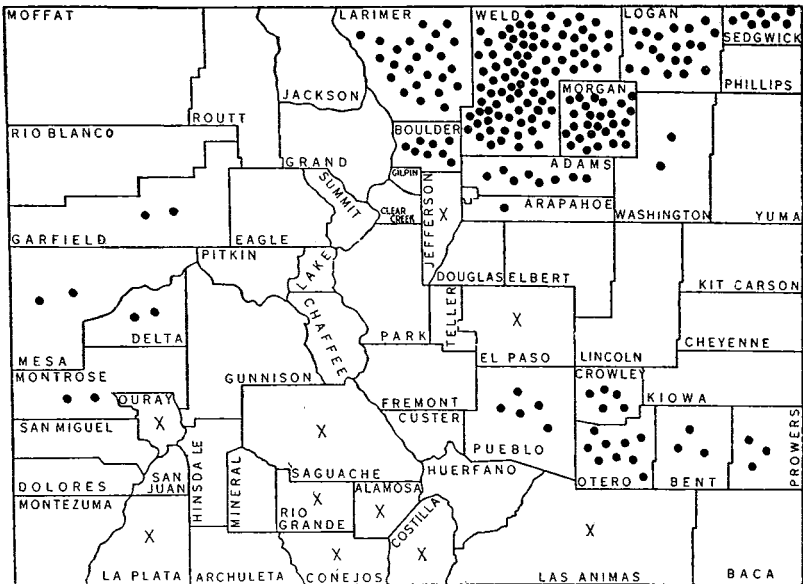 MOFFAT
LARIMER
WELD
LOGAN
SEDGWICK
PHILLIPS
JACKSON
ROUTT
MORGAN
RIO BLANCO
BOULDER
GRAND
GILPIN
ADAMS
SUMMIT
CLEAR
CREEK
JEFFERSON
X
ARAPAHOE
WASHINGTON
YUMA
GARFIELD
EAGLE
PITKIN
LAKE
DOUGLAS
ELBERT
KIT CARSON
CHAFFEE
TELLER
X
DELTA
PARK
CHEYENNE
MESA
EL PASO
LINCOLN
MONTROSE
GUNNISON
CROWLEY
OURAY
X
FREMONT
KIOWA
SAN MIGUEL
CUSTER
X
PUEBLO
PROWERS
HINSDALE
MINERAL
SAGUACHE
HUERFANO
DOLORES
SAN
JUAN
ALAMOSA
OTERO
BENT
MONTEZUMA
X
RIO
GRANDE
X
COSTILLA
X
X
X
X
LA PLATA
ARCHULETA
CONEJOS
LAS ANIMAS
BACA